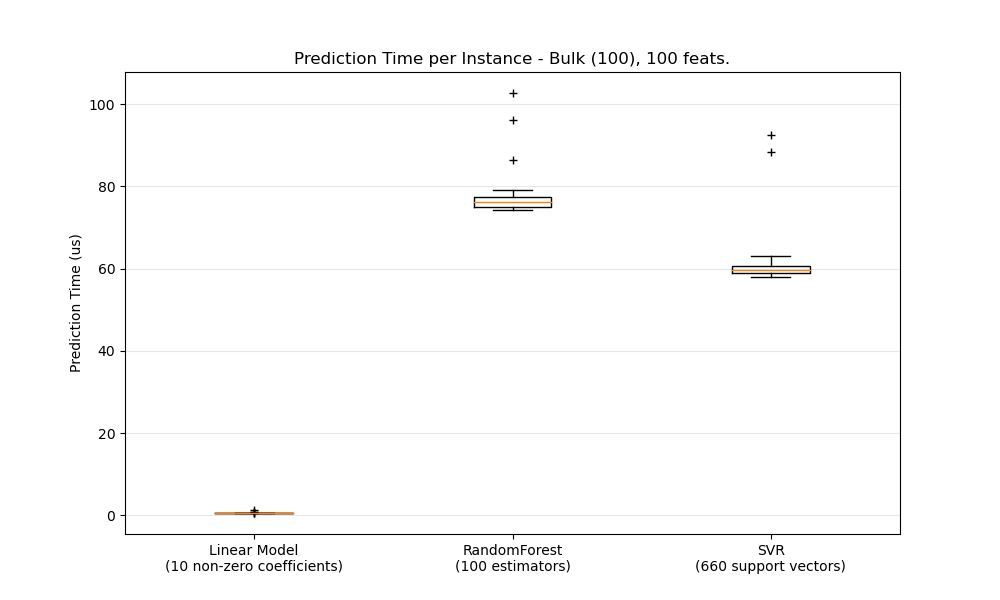 Prediction Time per Instance - Bulk (100), 100 feats.
100
80
60
40
20
0
Prediction Time (us)
Linear Model
(10 non-zero coefficients)
RandomForest
(100 estimators)
SVR
(660 support vectors)